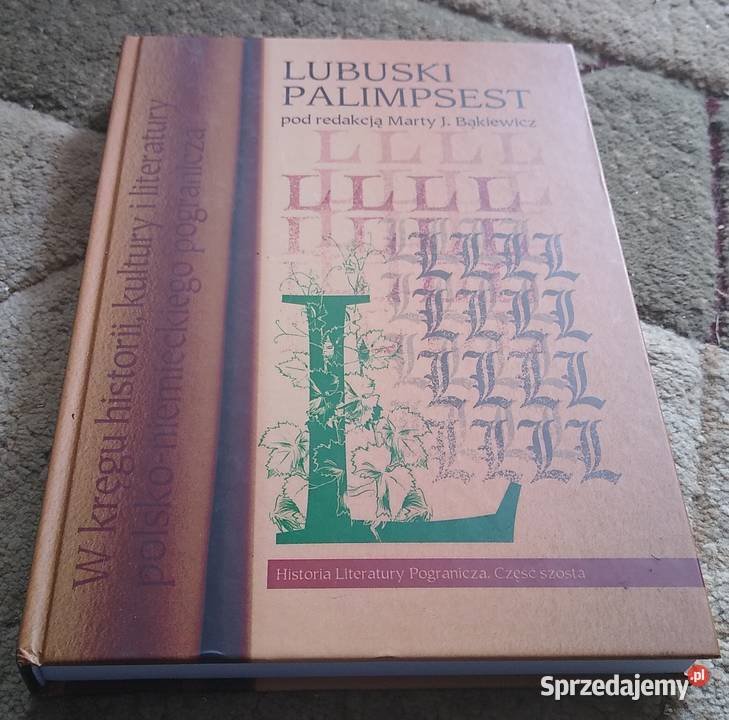 LUBUSKI
PALIMPSEST
pod redakcją Marty J. Bąkiewicz
W kręgu historii, kultury i literatury
polsko-niemieckiego pogranicza
L L L L
L L L L
L L L L
L L L L
L L L L
L L L L
L L L L
L
Historia Literatury Pogranicza. Część szósta
Sprzedajemy.pl